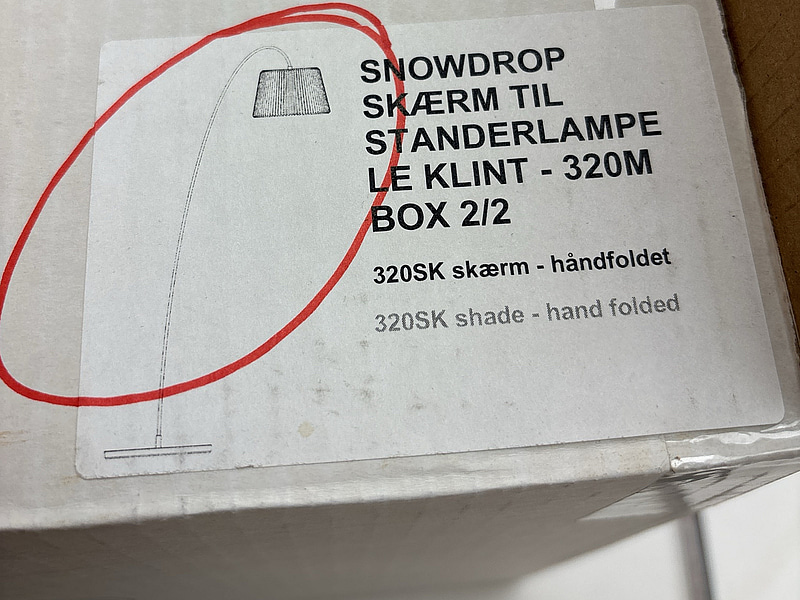 SNOWDROP
SKÆRM TIL
STANDERLAMPE
LE KLINT - 320M
BOX 2/2
320SK skærm - håndfoldet
320SK shade - hand folded